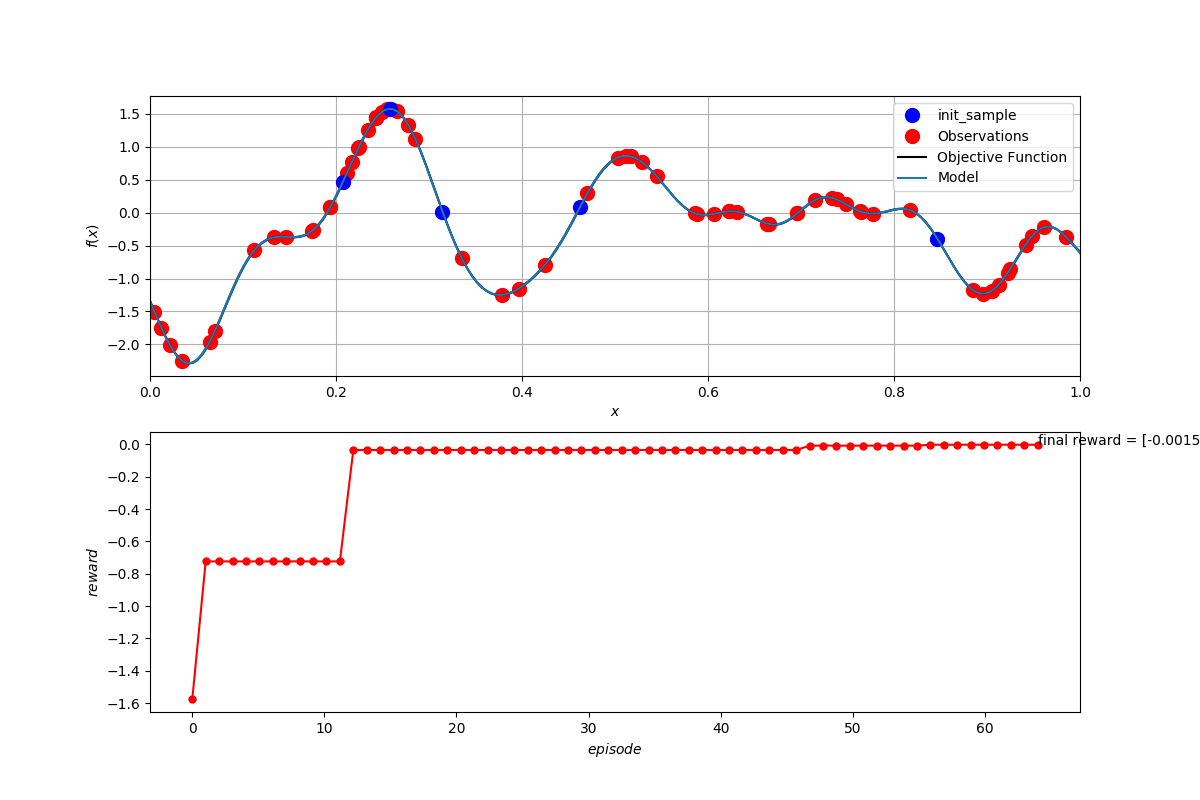 1.5
1.0
0.5
0.0
−0.5
−1.0
−1.5
−2.0
f(x)
init_sample
Observations
Objective Function
Model
0.0 0.2 0.4 0.6 0.8 1.0
x
final reward = [-0.0015
0.0
−0.2
−0.4
−0.6
−0.8
−1.0
−1.2
−1.4
−1.6
reward
0 10 20 30 40 50 60
episode